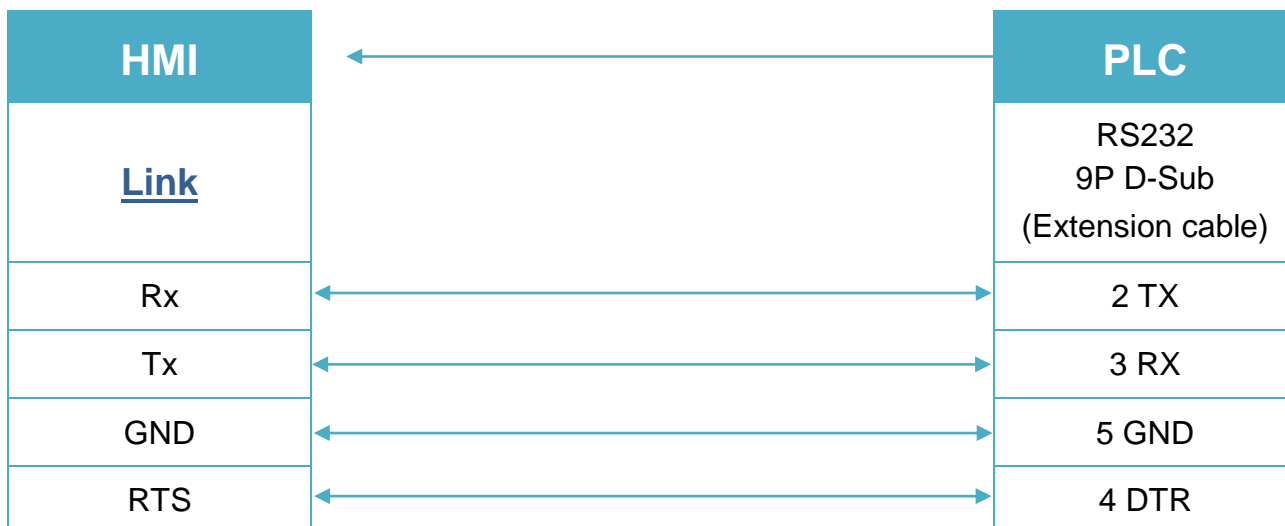 HMI
PLC
Link
RS232
9P D-Sub
(Extension cable)
Rx
2 TX
Tx
3 RX
GND
5 GND
RTS
4 DTR